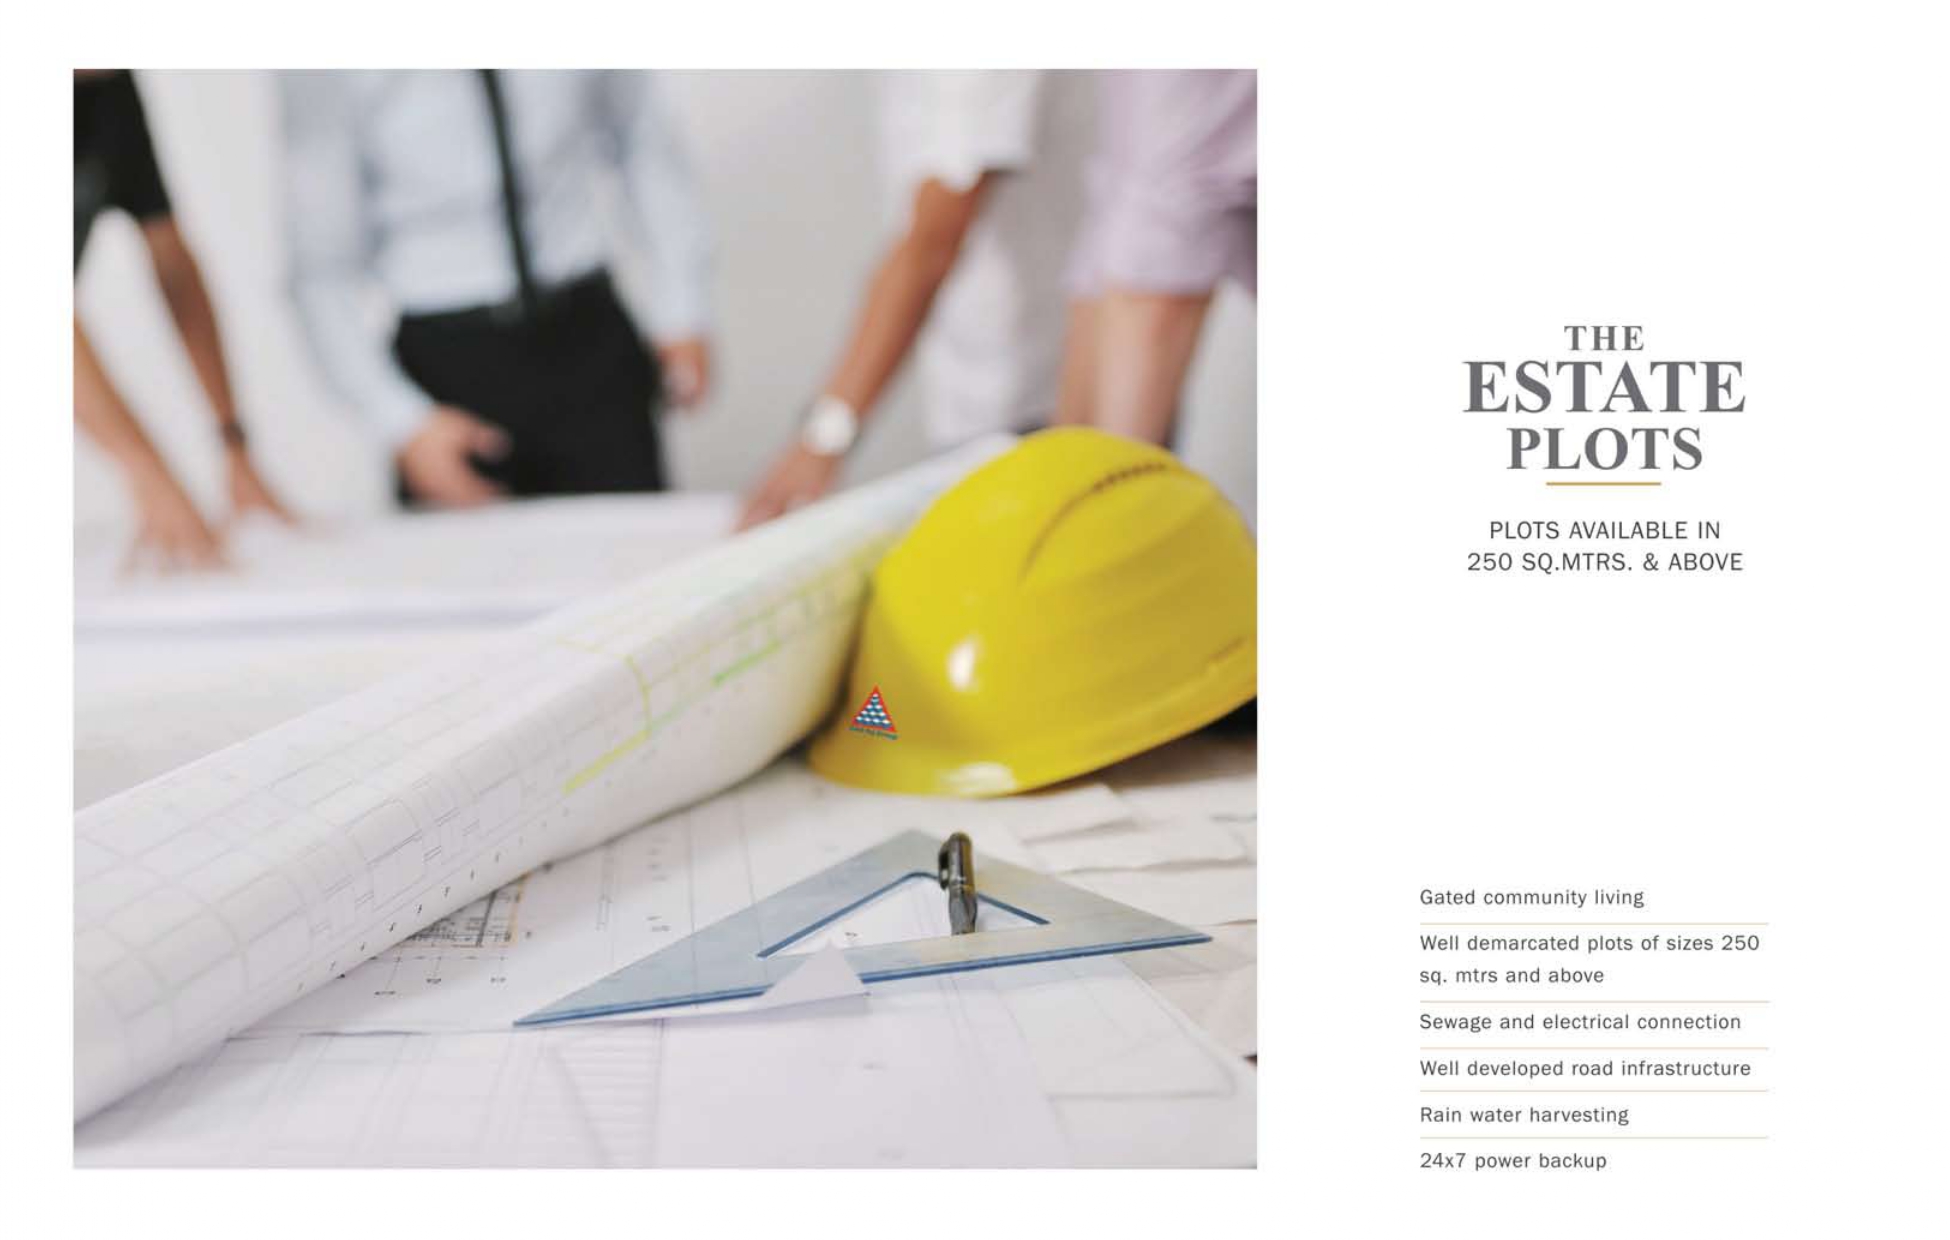 THE
ESTATE
PLOTS
PLOTS AVAILABLE IN
250 SQ.MTRS. & ABOVE
Gated community living
Well demarcated plots of sizes 250
sq. mtrs and above
Sewage and electrical connection
Well developed road infrastructure
Rain water harvesting
24x7 power backup